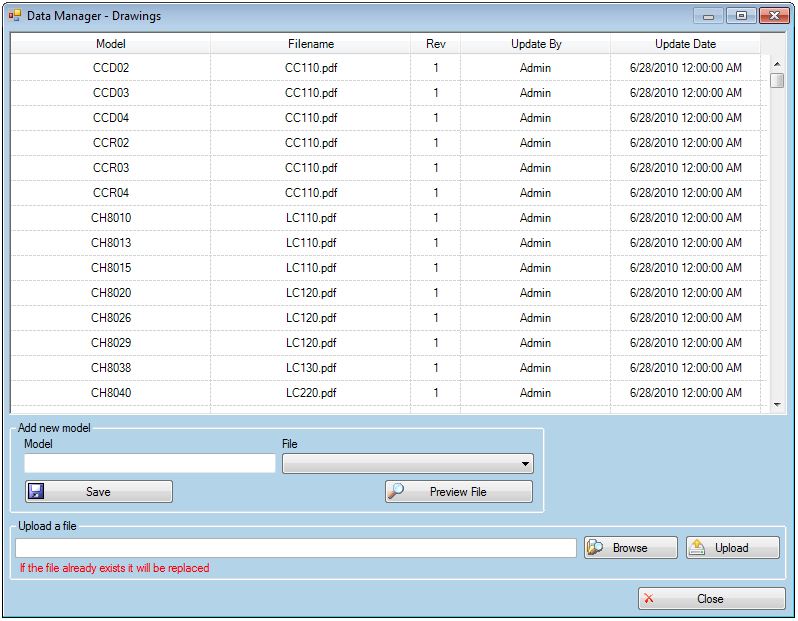 Data Manager - Drawings
Model Filename Rev Update By Update Date
CCD02 CC110.pdf 1 Admin 6/28/2010 12:00:00 AM
CCD03 CC110.pdf 1 Admin 6/28/2010 12:00:00 AM
CCD04 CC110.pdf 1 Admin 6/28/2010 12:00:00 AM
CCR02 CC110.pdf 1 Admin 6/28/2010 12:00:00 AM
CCR03 CC110.pdf 1 Admin 6/28/2010 12:00:00 AM
CCR04 CC110.pdf 1 Admin 6/28/2010 12:00:00 AM
CH8010 LC110.pdf 1 Admin 6/28/2010 12:00:00 AM
CH8013 LC110.pdf 1 Admin 6/28/2010 12:00:00 AM
CH8015 LC110.pdf 1 Admin 6/28/2010 12:00:00 AM
CH8020 LC120.pdf 1 Admin 6/28/2010 12:00:00 AM
CH8026 LC120.pdf 1 Admin 6/28/2010 12:00:00 AM
CH8029 LC120.pdf 1 Admin 6/28/2010 12:00:00 AM
CH8038 LC130.pdf 1 Admin 6/28/2010 12:00:00 AM
CH8040 LC220.pdf 1 Admin 6/28/2010 12:00:00 AM
Add new model
Model File
Save Preview File
Upload a file
Browse Upload
If the file already exists it will be replaced
Close